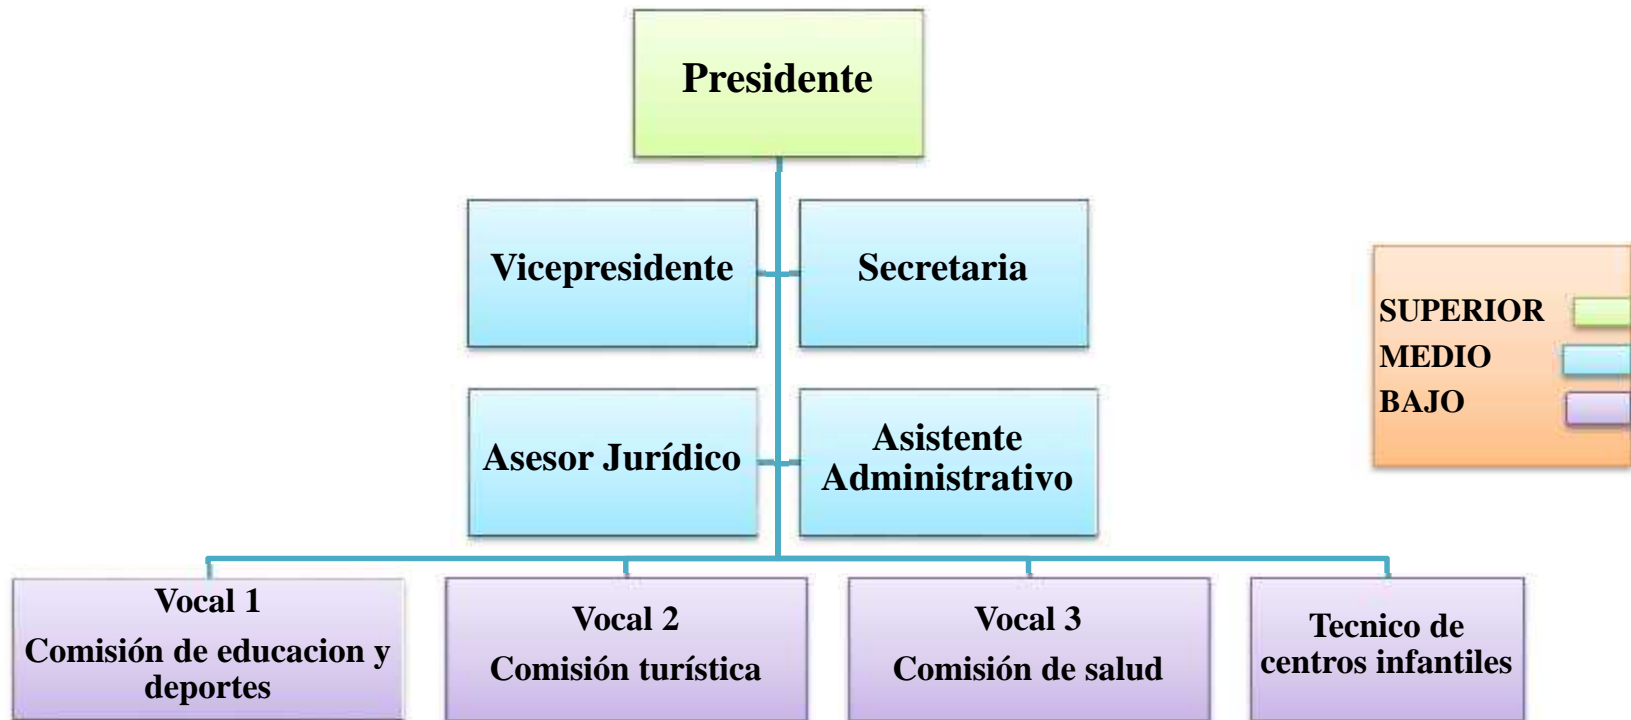 Presidente
Vicepresidente
Secretaria
SUPERIOR
MEDIO
BAJO
Asesor Jurídico
Asistente
Administrativo
Vocal 1
Comisión de educacion y
deportes
Vocal 2
Comisión turística
Vocal 3
Comisión de salud
Tecnico de
centros infantiles